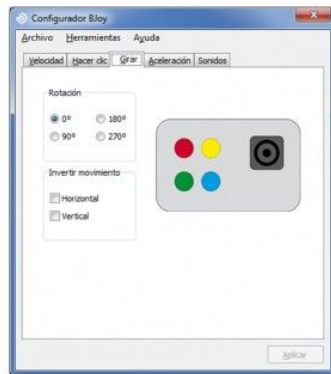 Configurador BJoy
Archivo Herramientas Ayuda
Velocidad Hacer clic Girar Aceleración Sonidos
Rotación
0º 180º
90º 270º
Invertir movimiento
Horizontal
Vertical
Aplicar